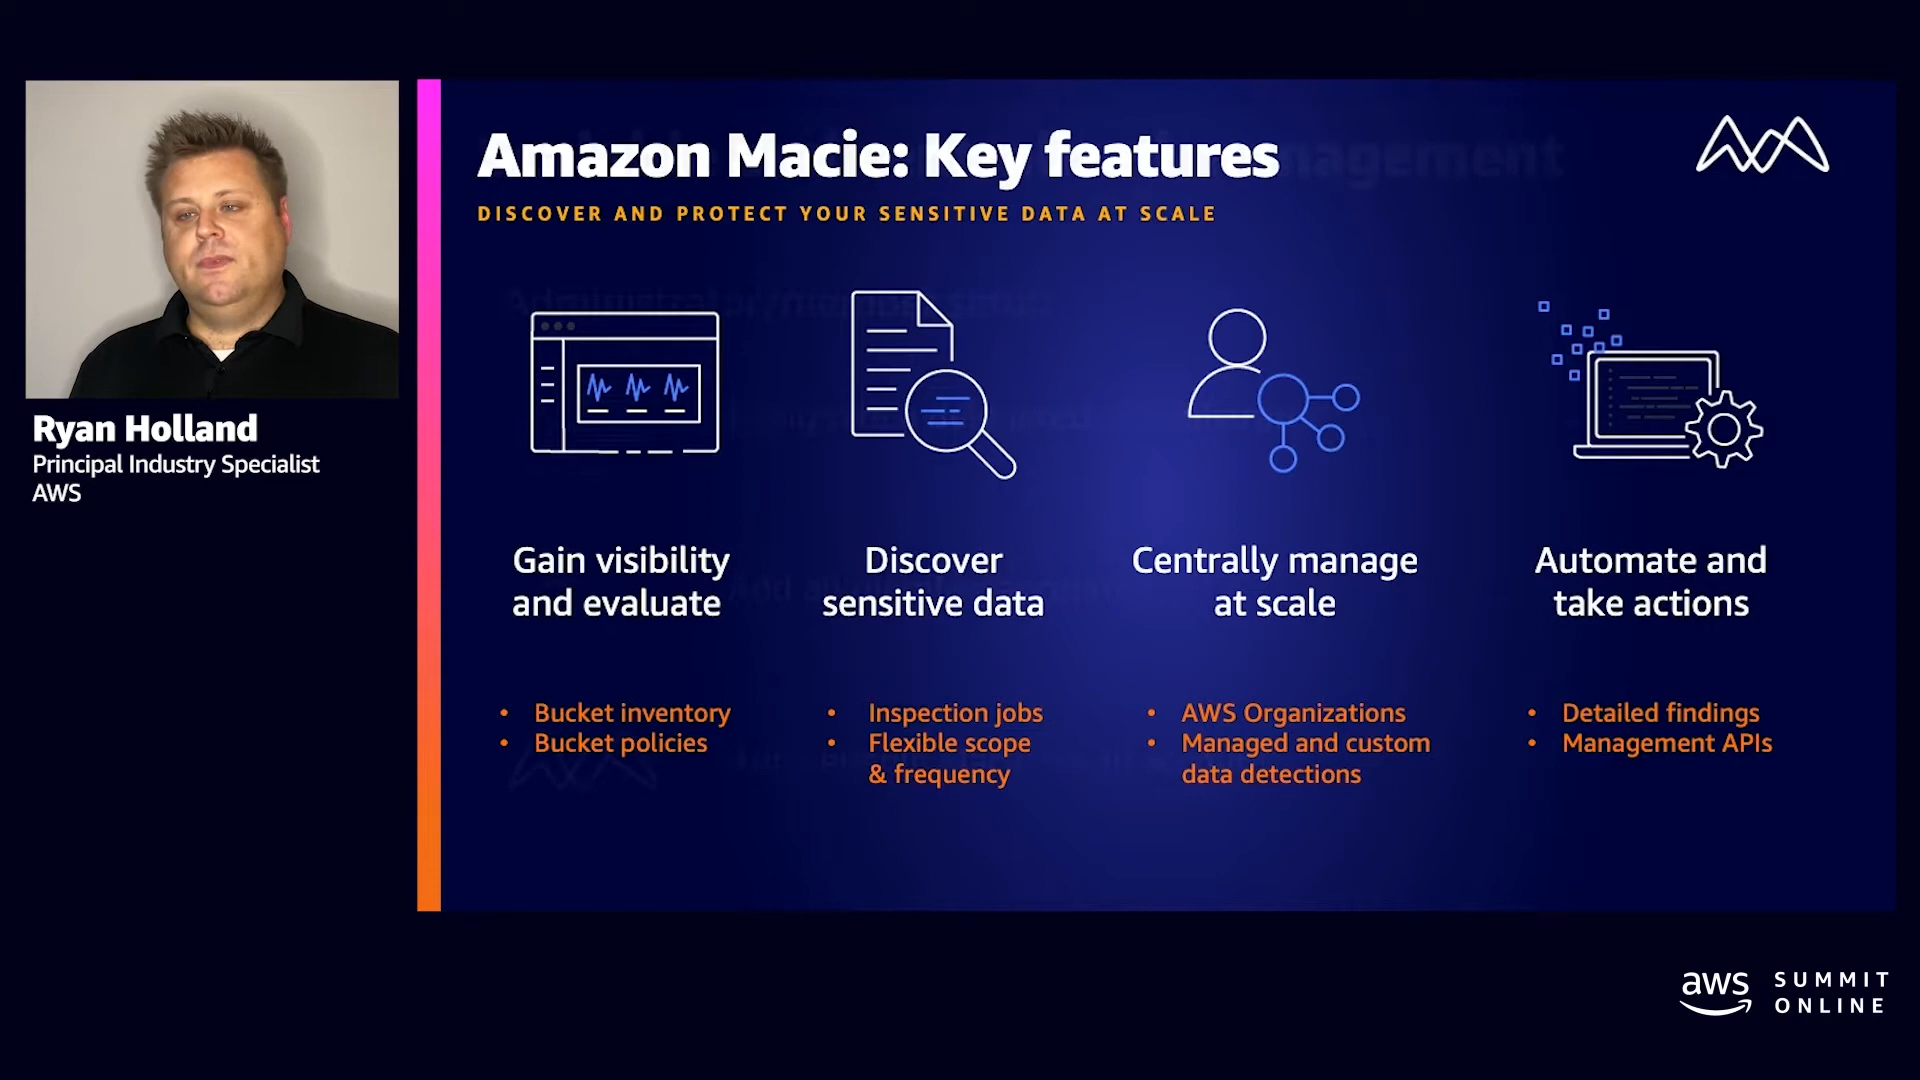 Ryan Holland
Principal Industry Specialist
AWS
Amazon Macie: Key features
DISCOVER AND PROTECT YOUR SENSITIVE DATA AT SCALE
Gain visibility
and evaluate
• Bucket inventory
• Bucket policies
Discover
sensitive data
• Inspection jobs
• Flexible scope
& frequency
Centrally manage
at scale
• AWS Organizations
• Managed and custom
data detections
Automate and
take actions
• Detailed findings
• Management APIs
aws
SUMMIT
ONLINE